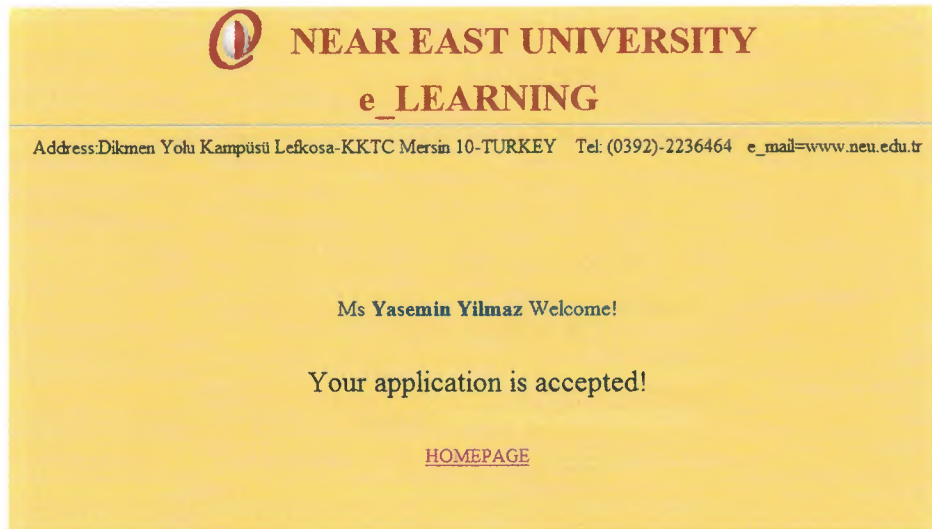 NEAR EAST UNIVERSITY
e_LEARNING
Address:Dikmen Yolu Kampüsü Lefkosa-KKTC Mersin 10-TURKEY Tel: (0392)-2236464 e_mail=www.neu.edu.tr
Ms Yasemin Yilmaz Welcome!
Your application is accepted!
HOMEPAGE